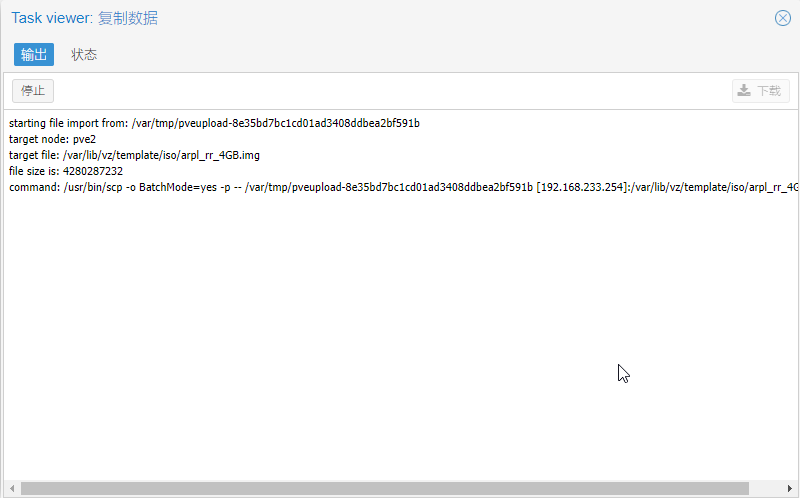 Task viewer: 复制数据
输出 状态
停止 下载
starting file import from: /var/tmp/pveupload-8e35bd7bc1cd01ad3408ddbea2bf591b
target node: pve2
target file: /var/lib/vz/template/iso/arpl_rr_4GB.img
file size is: 4280287232
command: /usr/bin/scp -o BatchMode=yes -p -- /var/tmp/pveupload-8e35bd7bc1cd01ad3408ddbea2bf591b [192.168.233.254]:/var/lib/vz/template/iso/arpl_rr_4G